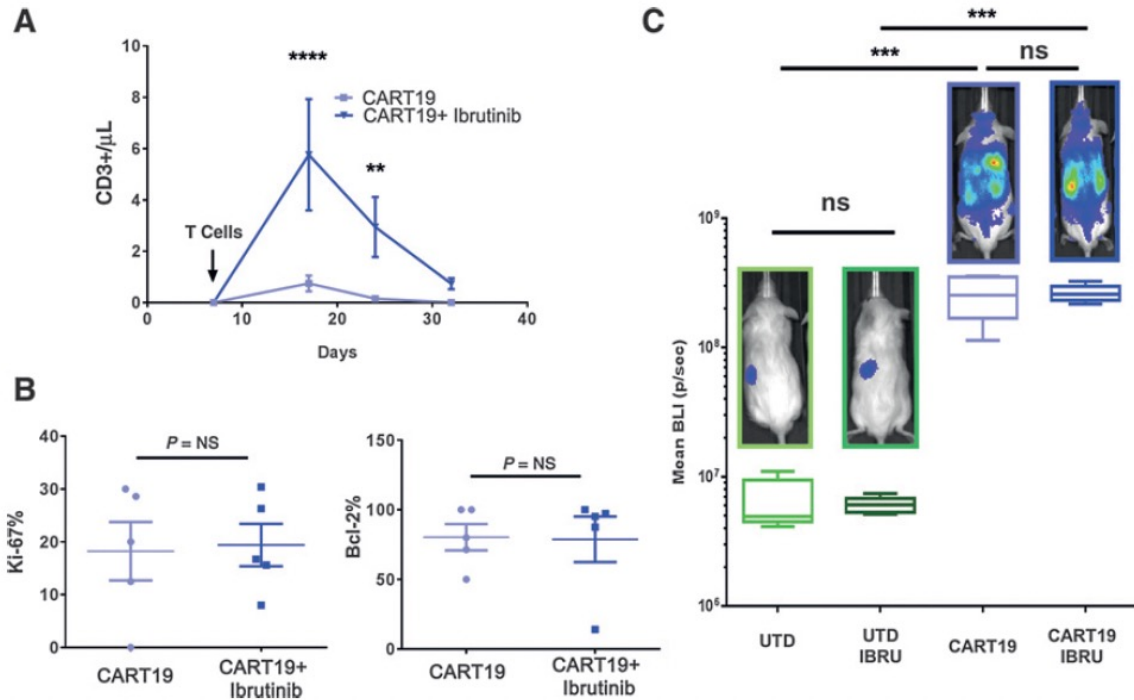 A
10
8
6
4
2
0
CD3+/μL
****
**
CART19
CART19+ Ibrutinib
T Cells
0 10 20 30 40
Days
B
40
30
20
10
0
Ki-67%
P = NS
CART19
CART19+
Ibrutinib
150
100
50
0
Bcl-2%
P = NS
CART19
CART19+
Ibrutinib
C
***
*** ns
ns
10⁹
10⁸
10⁷
10⁶
Mean BLI (p/sec)
UTD
UTD
IBRU
CART19
CART19
IBRU